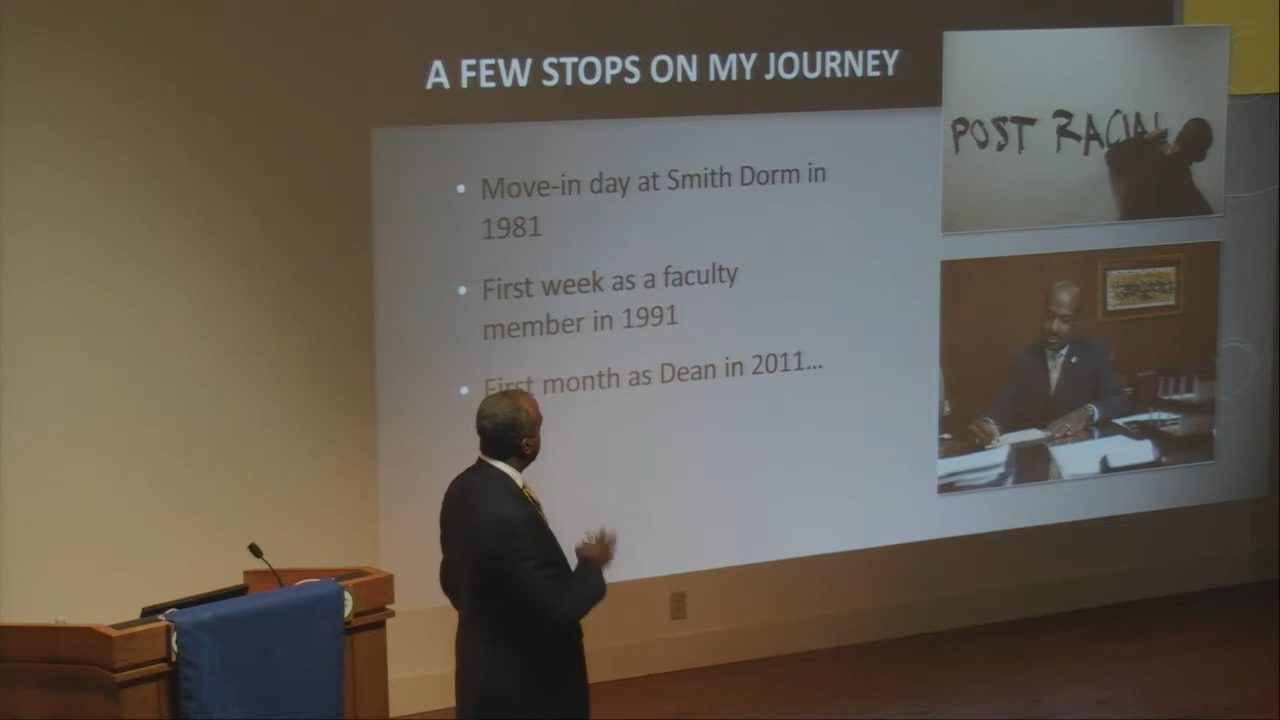 A FEW STOPS ON MY JOURNEY
POST RACIAL
• Move-in day at Smith Dorm in
1981
• First week as a faculty
member in 1991
• First month as Dean in 2011...